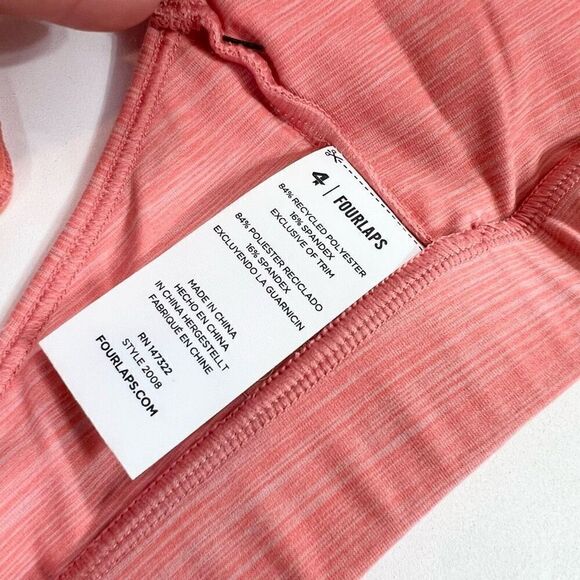 4 | FOURLAPS
84% RECYCLED POLYESTER
16% SPANDEX
EXCLUSIVE OF TRIM
84% POLIESTER RECICLADO
16% SPANDEX
EXCLUYENDO LA GUARNICIN
MADE IN CHINA
HECHO EN CHINA
IN CHINA HERGESTELLT
FABRIQUÉ EN CHINE
RN 147322
STYLE 2008
FOURLAPS.COM